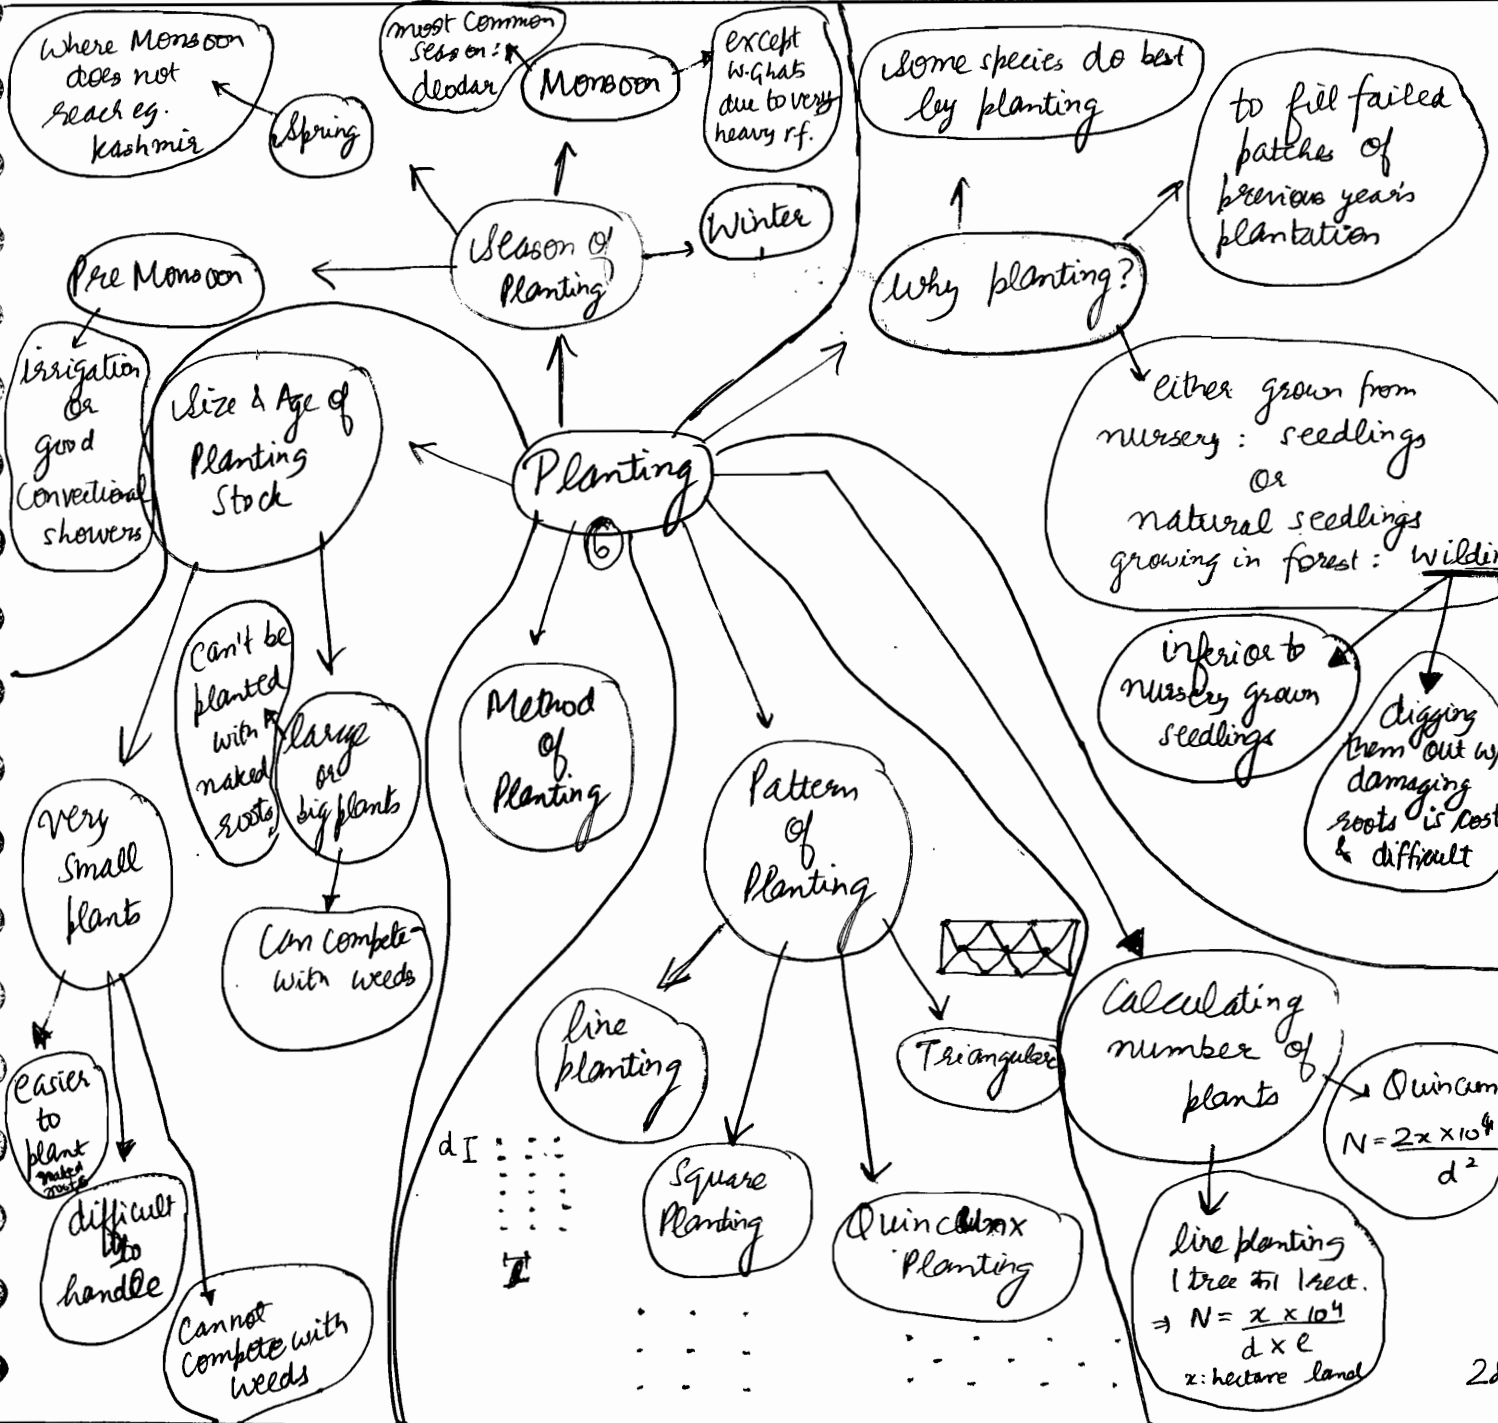 where Monsoon
does not
reach eg.
Kashmir
Spring
most common
season:
deodar
Monsoon
except
W.Ghats
due to very
heavy rf.
Winter
Season of
Planting
Pre Monsoon
irrigation
or
good
convectional
showers
Some species do best
by planting
to fill failed
patches of
previous year's
plantation
Why planting?
either grown from
nursery: seedlings
or
natural seedlings
growing in forest:
inferior to
nursery grown
seedlings
digging
them out
damaging
roots is
& difficult
Planting
6
Size & Age of
Planting
Stock
can't be
planted
with
naked
roots
large
or
big plants
can compete
with weeds
very
small
plants
easier
to
plant
naked
roots
difficult
to
handle
cannot
compete with
weeds
Method
of
Planting
Pattern
of
Planting
line
planting
d
Square
Planting
Quincunx
Planting
Triangular
Calculating
number of
plants
N = 2x × 10⁴
d²
line planting
1 tree in 1 rect.
⇒ N = x × 10⁴
d × l
x: hectare land